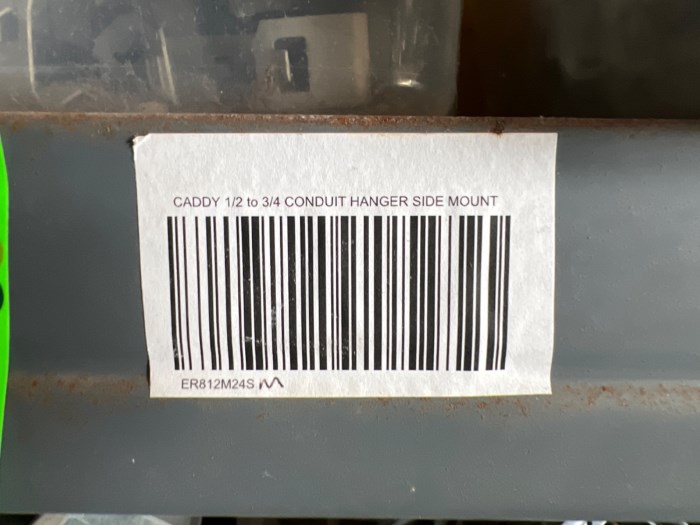 CADDY 1/2 to 3/4 CONDUIT HANGER SIDE MOUNT
ER812M24S